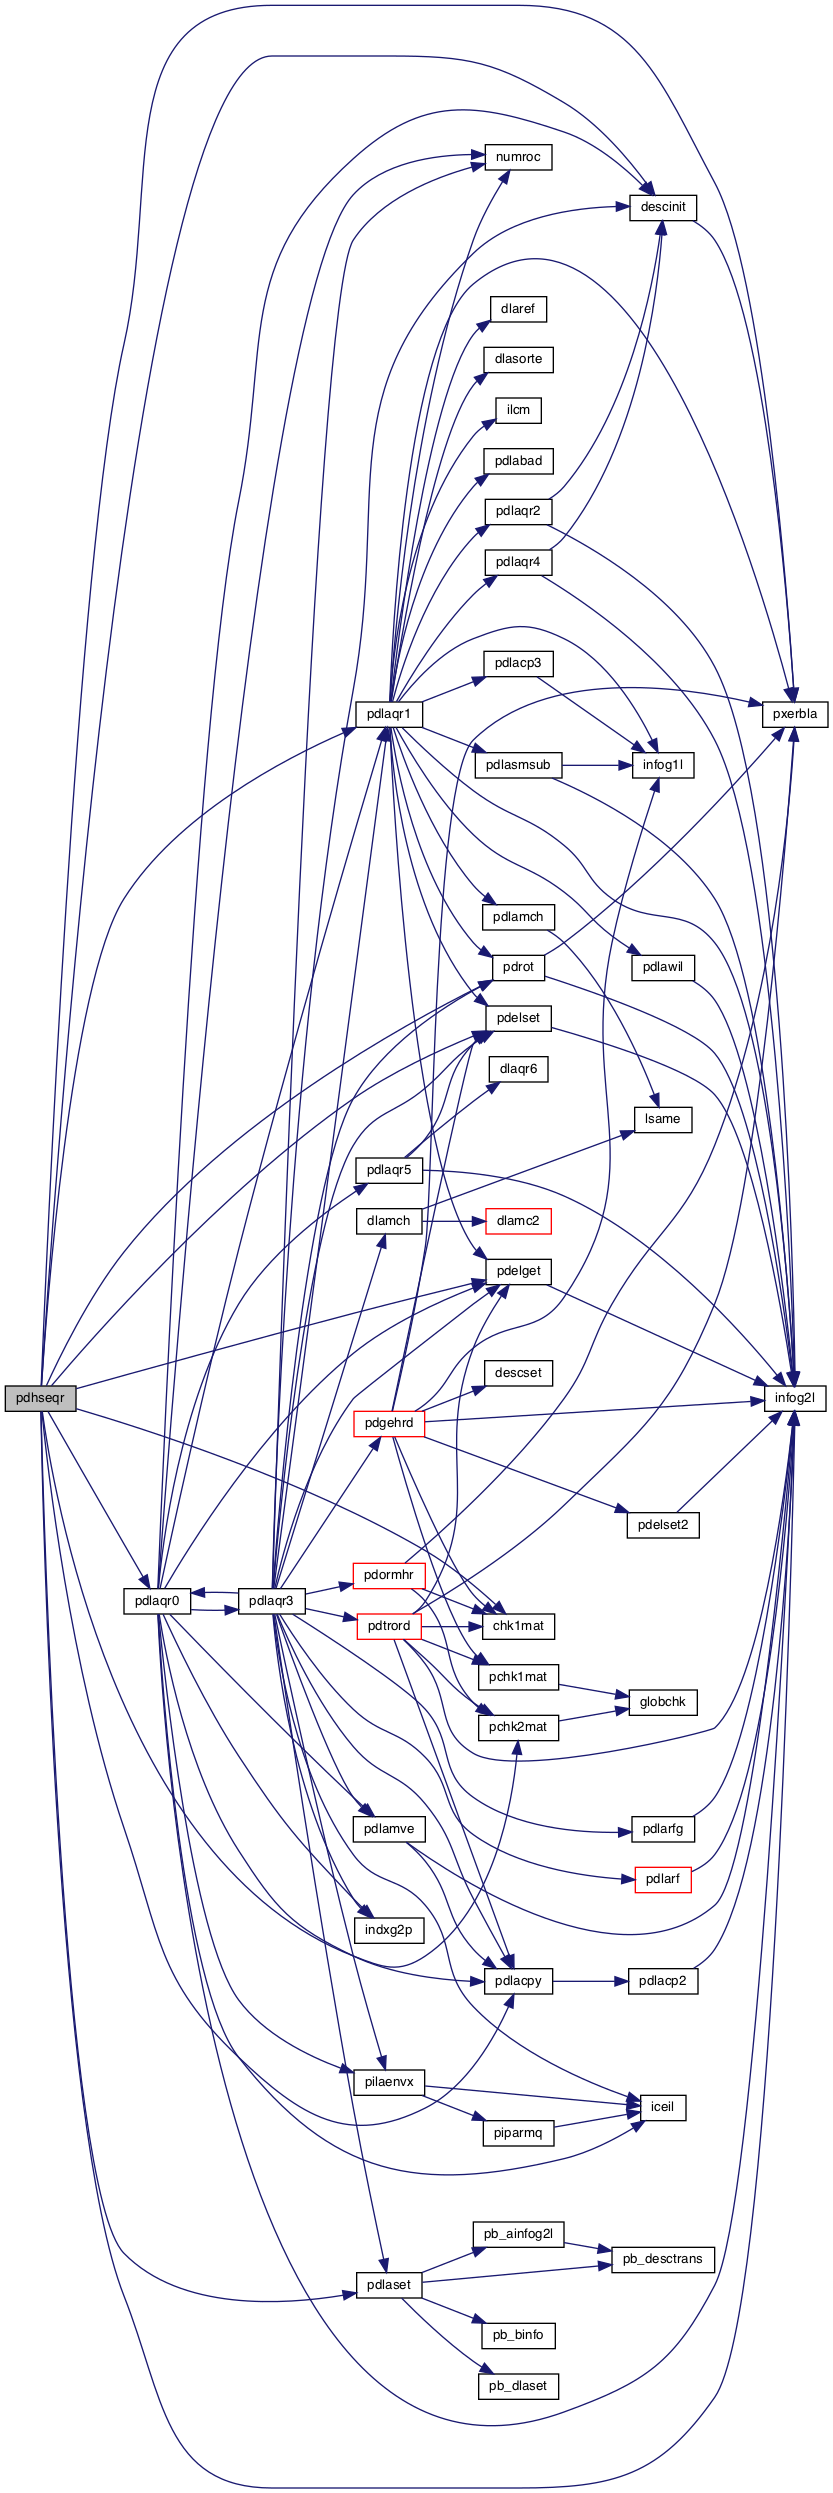 numroc
descinit
dlaref
dlasorte
ilcm
pdlabad
pdlaqr2
pdlaqr4
pdlacp3
pdlaqr1
pxerbla
pdlasmsub
infog1l
pdlamch
pdrot
pdlawil
pdelset
dlaqr6
lsame
pdlaqr5
dlamch
dlamc2
pdelget
descset
pdhseqr
infog2l
pdgehrd
pdelset2
pdormhr
pdlaqr0
pdlaqr3
pdtrord
chk1mat
pchk1mat
globchk
pchk2mat
pdlamve
pdlarfg
pdlarf
indxg2p
pdlacpy
pdlacp2
pilaenvx
iceil
piparmq
pb_ainfog2l
pb_desctrans
pdlaset
pb_binfo
pb_dlaset